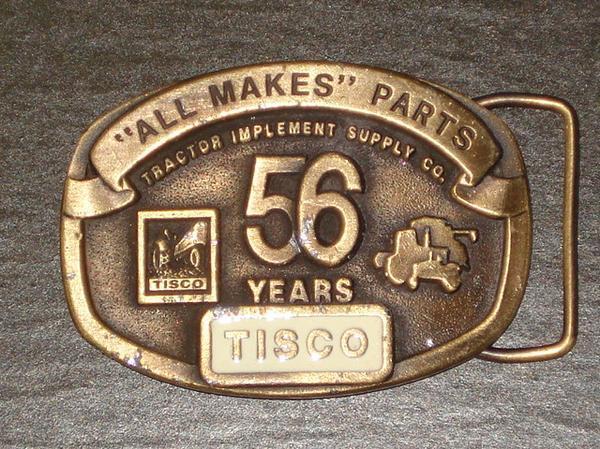 "ALL MAKES" PARTS
TRACTOR IMPLEMENT SUPPLY CO.
56
YEARS
TISCO
TISCO